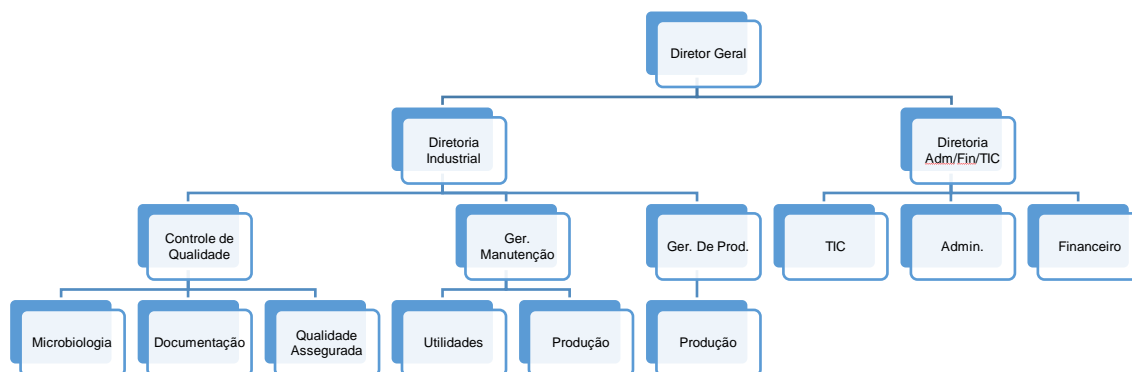 Diretor Geral
Diretoria
Industrial
Diretoria
Adm/Fin/TIC
Controle de
Qualidade
Ger.
Manutenção
Ger. De Prod.
TIC
Admin.
Financeiro
Microbiologia
Documentação
Qualidade
Assegurada
Utilidades
Produção
Produção